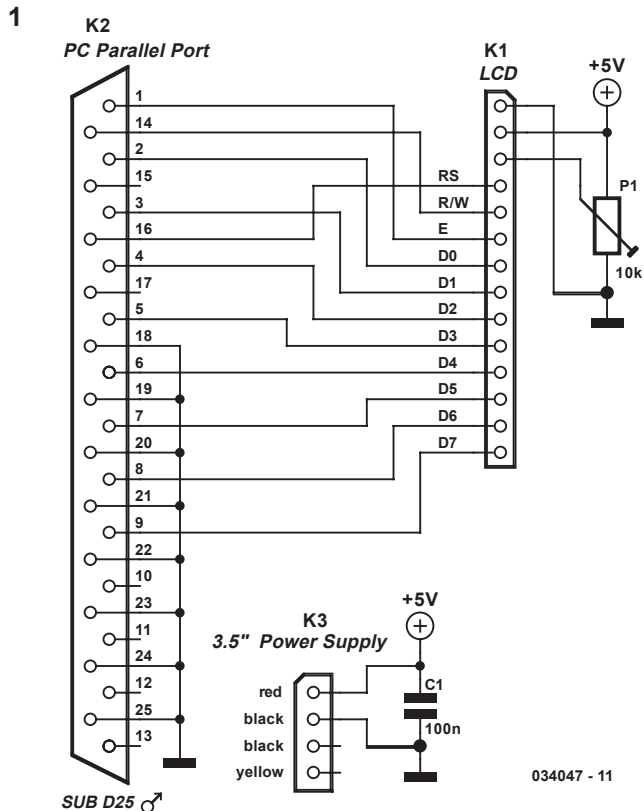 1
K2
PC Parallel Port
1
14
2
15
3
16
4
17
5
18
6
19
7
20
8
21
9
22
10
23
11
24
12
25
13
SUB D25 ♂
K1
LCD
RS
R/W
E
D0
D1
D2
D3
D4
D5
D6
D7
+5V
P1
10k
K3
3.5" Power Supply
red
black
black
yellow
+5V
C1
100n
034047 - 11